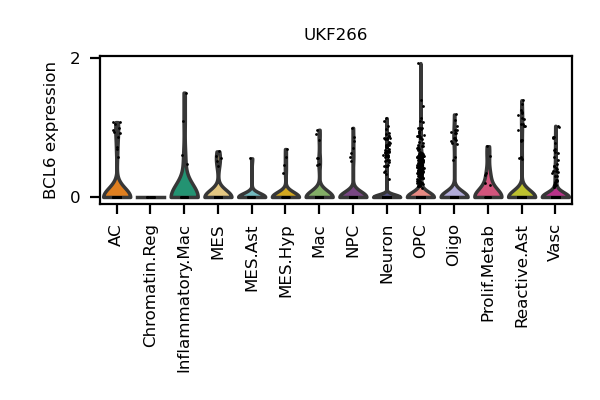 UKF266
BCL6 expression
2
0
AC
Chromatin.Reg
Inflammatory.Mac
MES
MES.Ast
MES.Hyp
Mac
NPC
Neuron
OPC
Oligo
Prolif.Metab
Reactive.Ast
Vasc